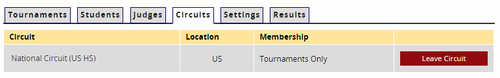 Tournaments Students Judges Circuits Settings Results
Circuit Location Membership
National Circuit (US HS) US Tournaments Only Leave Circuit